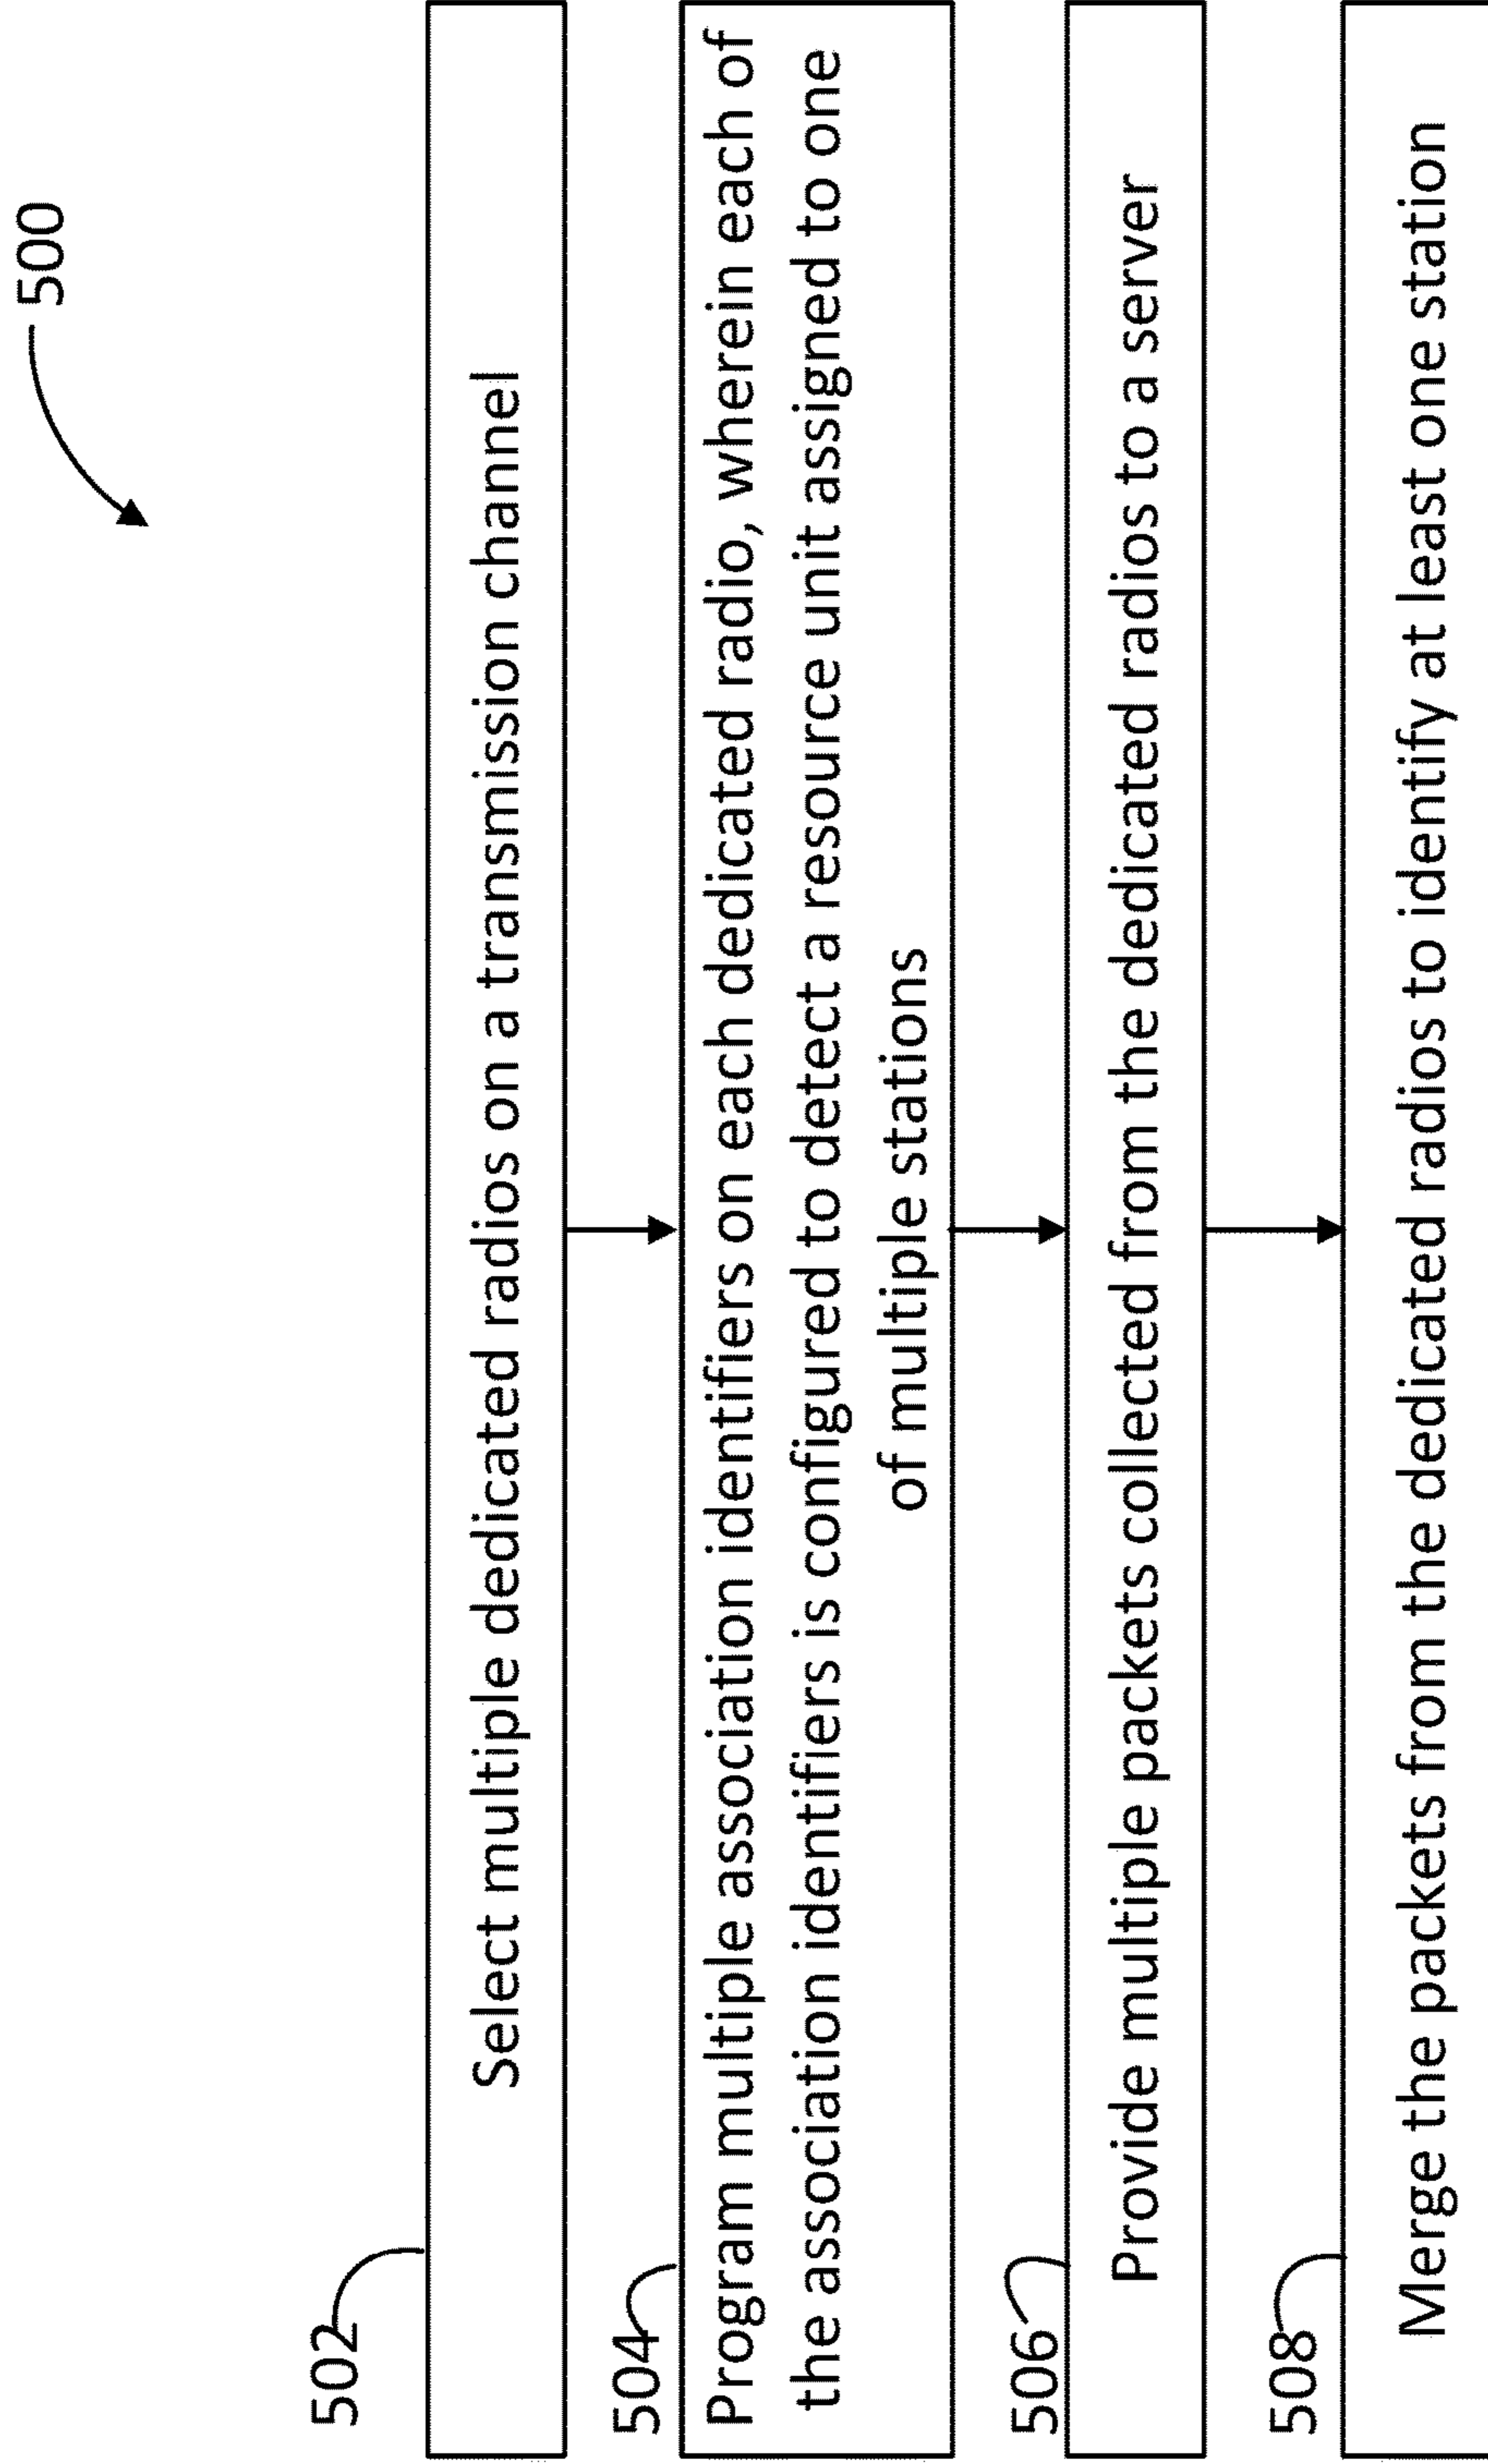 500
502
Select multiple dedicated radios on a transmission channel
504
Program multiple association identifiers on each dedicated radio, wherein each of
the association identifiers is configured to detect a resource unit assigned to one
of multiple stations
506
Provide multiple packets collected from the dedicated radios to a server
508
Merge the packets from the dedicated radios to identify at least one station